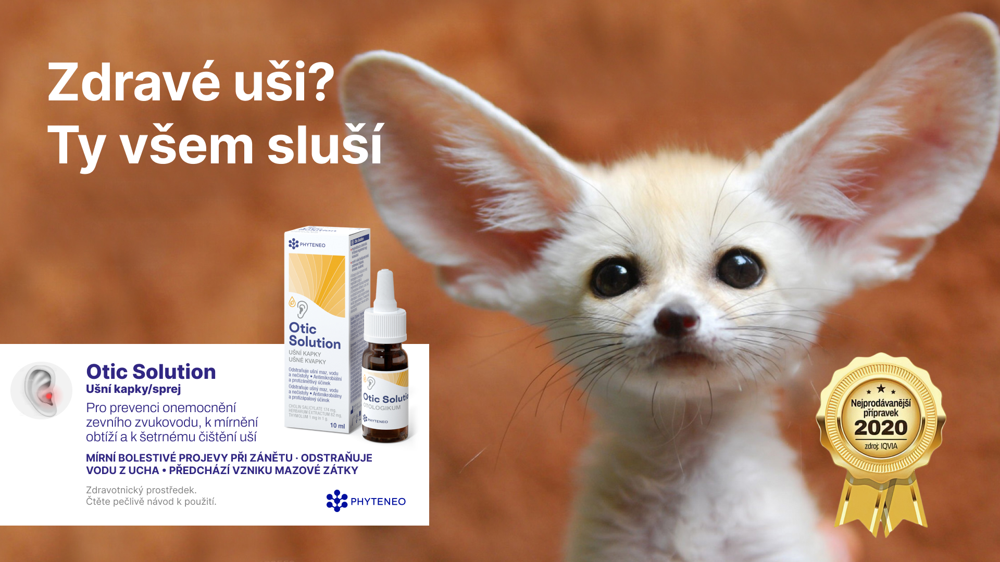 Zdravé uši?
Ty všem sluší
PHYTENEO
Otic
Solution
UŠNÍ KAPKY
UŠNÉ KVAPKY
Odstraňuje ušní maz, vodu
a nečistoty • Antimikrobiální
a protizánětlivý účinek
Odstraňuje ušný maz, vodu
a nečistoty • Antimikrobiálny
a protizápalový účinok
CHOLIN SALICYLATE 174 mg,
HERBARUM EXTRACTUM 82 mg,
THYMOLUM 1 mg in 1 g.
10 ml
Otic Solutio
OTOLOGIKUM
PHYTENEO
Otic Solution
Ušní kapky/sprej
Pro prevenci onemocnění
zevního zvukovodu, k mírnění
obtíží a k šetrnému čištění uší
MÍRNÍ BOLESTIVÉ PROJEVY PŘI ZÁNĚTU · ODSTRAŇUJE
VODU Z UCHA • PŘEDCHÁZÍ VZNIKU MAZOVÉ ZÁTKY
Zdravotnický prostředek.
Čtěte pečlivě návod k použití.
PHYTENEO
Nejprodávanější
přípravek
2020
zdroj: IQVIA